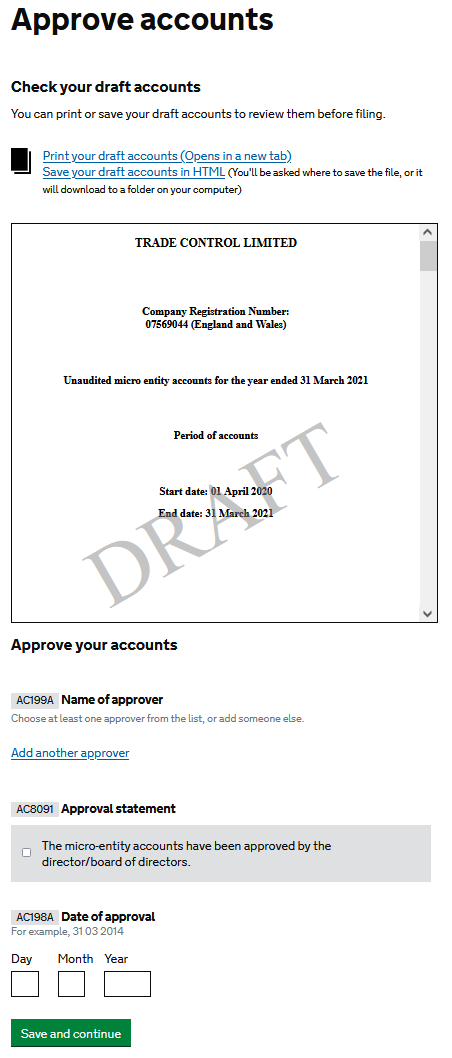 Approve accounts
Check your draft accounts
You can print or save your draft accounts to review them before filing.
Print your draft accounts (Opens in a new tab)
Save your draft accounts in HTML (You'll be asked where to save the file, or it
will download to a folder on your computer)
TRADE CONTROL LIMITED
Company Registration Number:
07569044 (England and Wales)
Unaudited micro entity accounts for the year ended 31 March 2021
Period of accounts
Start date: 01 April 2020
End date: 31 March 2021
DRAFT
Approve your accounts
AC199A Name of approver
Choose at least one approver from the list, or add someone else.
Add another approver
AC8091 Approval statement
The micro-entity accounts have been approved by the
director/board of directors.
AC198A Date of approval
For example, 31 03 2014
Day Month Year
Save and continue